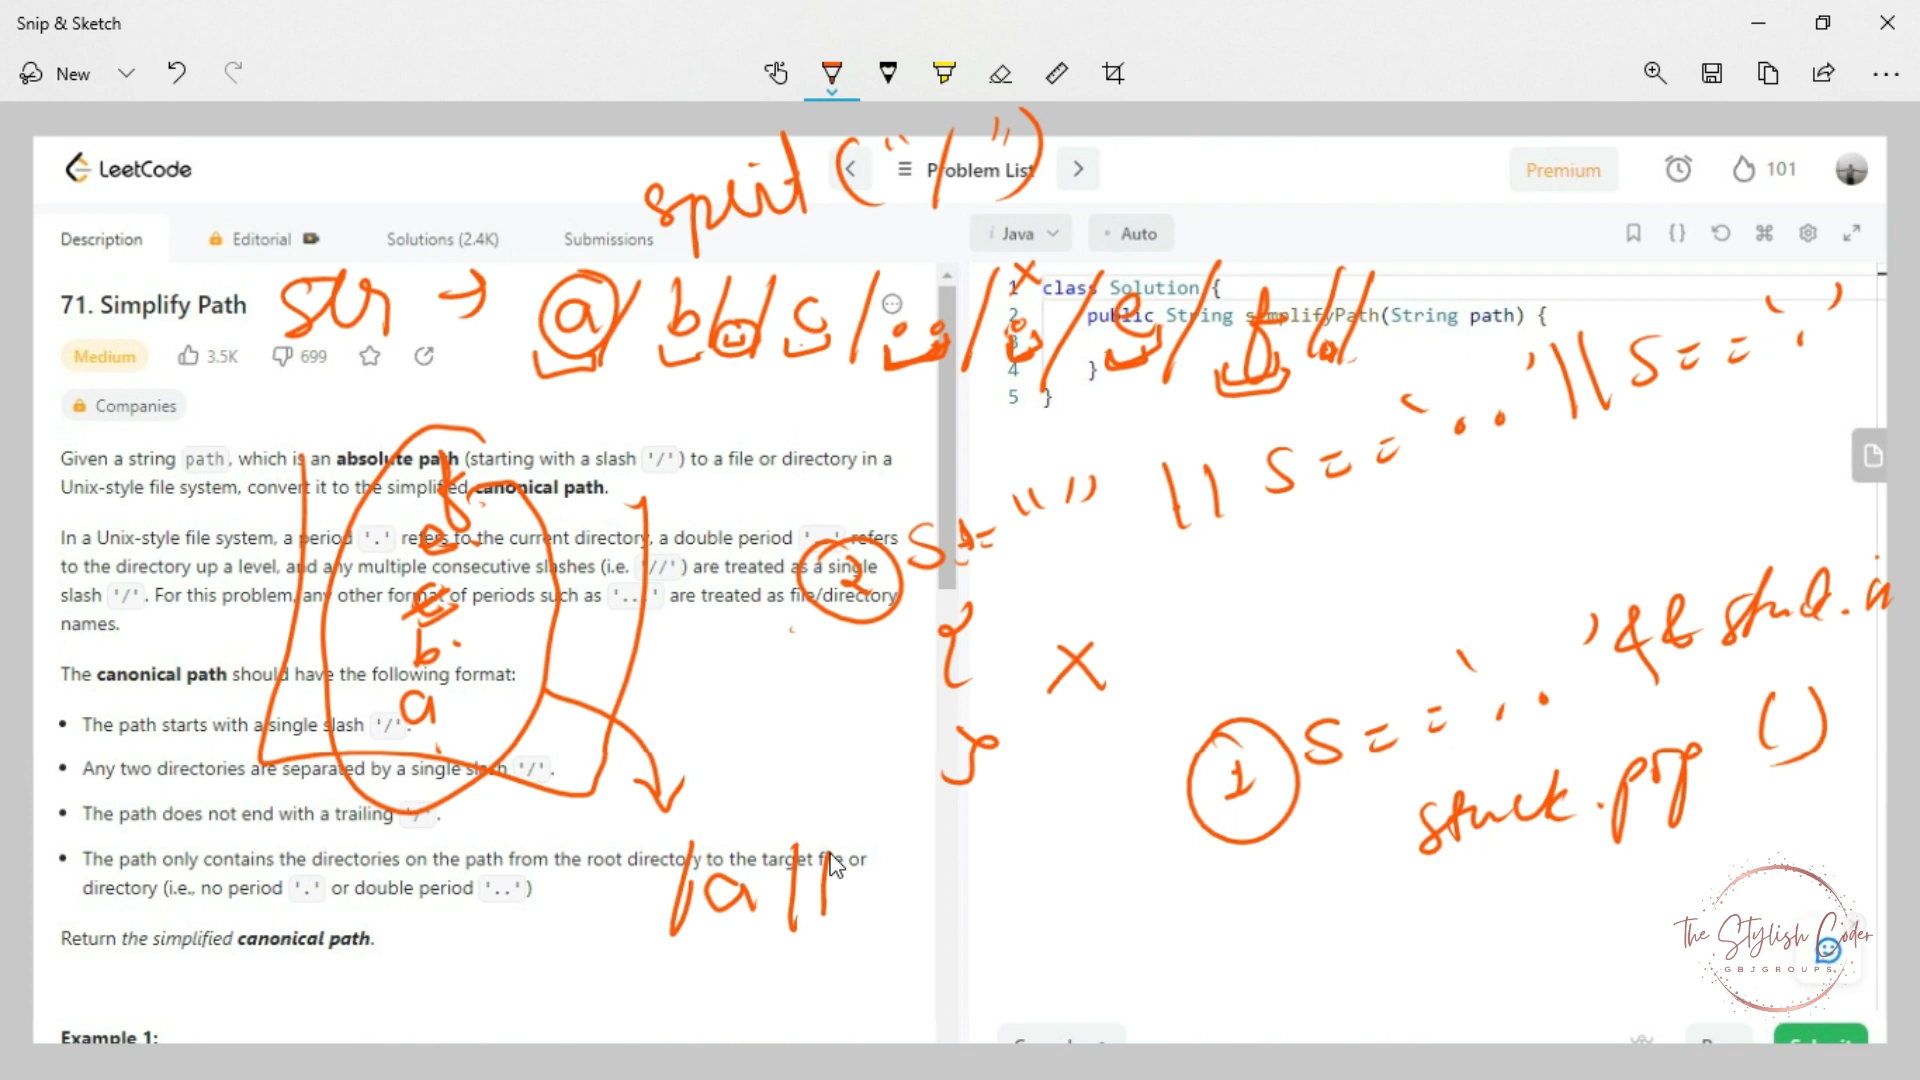 Snip & Sketch
New
LeetCode
Problem List
Premium
101
split ("/")
Description
Editorial
Solutions (2.4K)
Submissions
Java
Auto
71. Simplify Path
str → a/ b/../c/../../e/f/./
Medium
3.5K
699
Companies
1 class Solution {
2 public String simplifyPath(String path) {
3
4 }
5 }
Given a string path, which is an absolute path (starting with a slash '/') to a file or directory in a
Unix-style file system, convert it to the simplified canonical path.
In a Unix-style file system, a period '.' refers to the current directory, a double period '..' refers
to the directory up a level, and any multiple consecutive slashes (i.e. '//') are treated as a single
slash '/'. For this problem, any other format of periods such as '...' are treated as file/directory
names.
The canonical path should have the following format:
• The path starts with a single slash '/'.
• Any two directories are separated by a single slash '/'.
• The path does not end with a trailing '/'.
• The path only contains the directories on the path from the root directory to the target file or
directory (i.e., no period '.' or double period '..')
Return the simplified canonical path.
Example 1:
f
e
c
b
a
/a//
2 s == "" || s == '..' || s == '.'
{ x
}
1 s == '..' &&
stack.pop ()
The Stylish Coder
GBJGROUPS